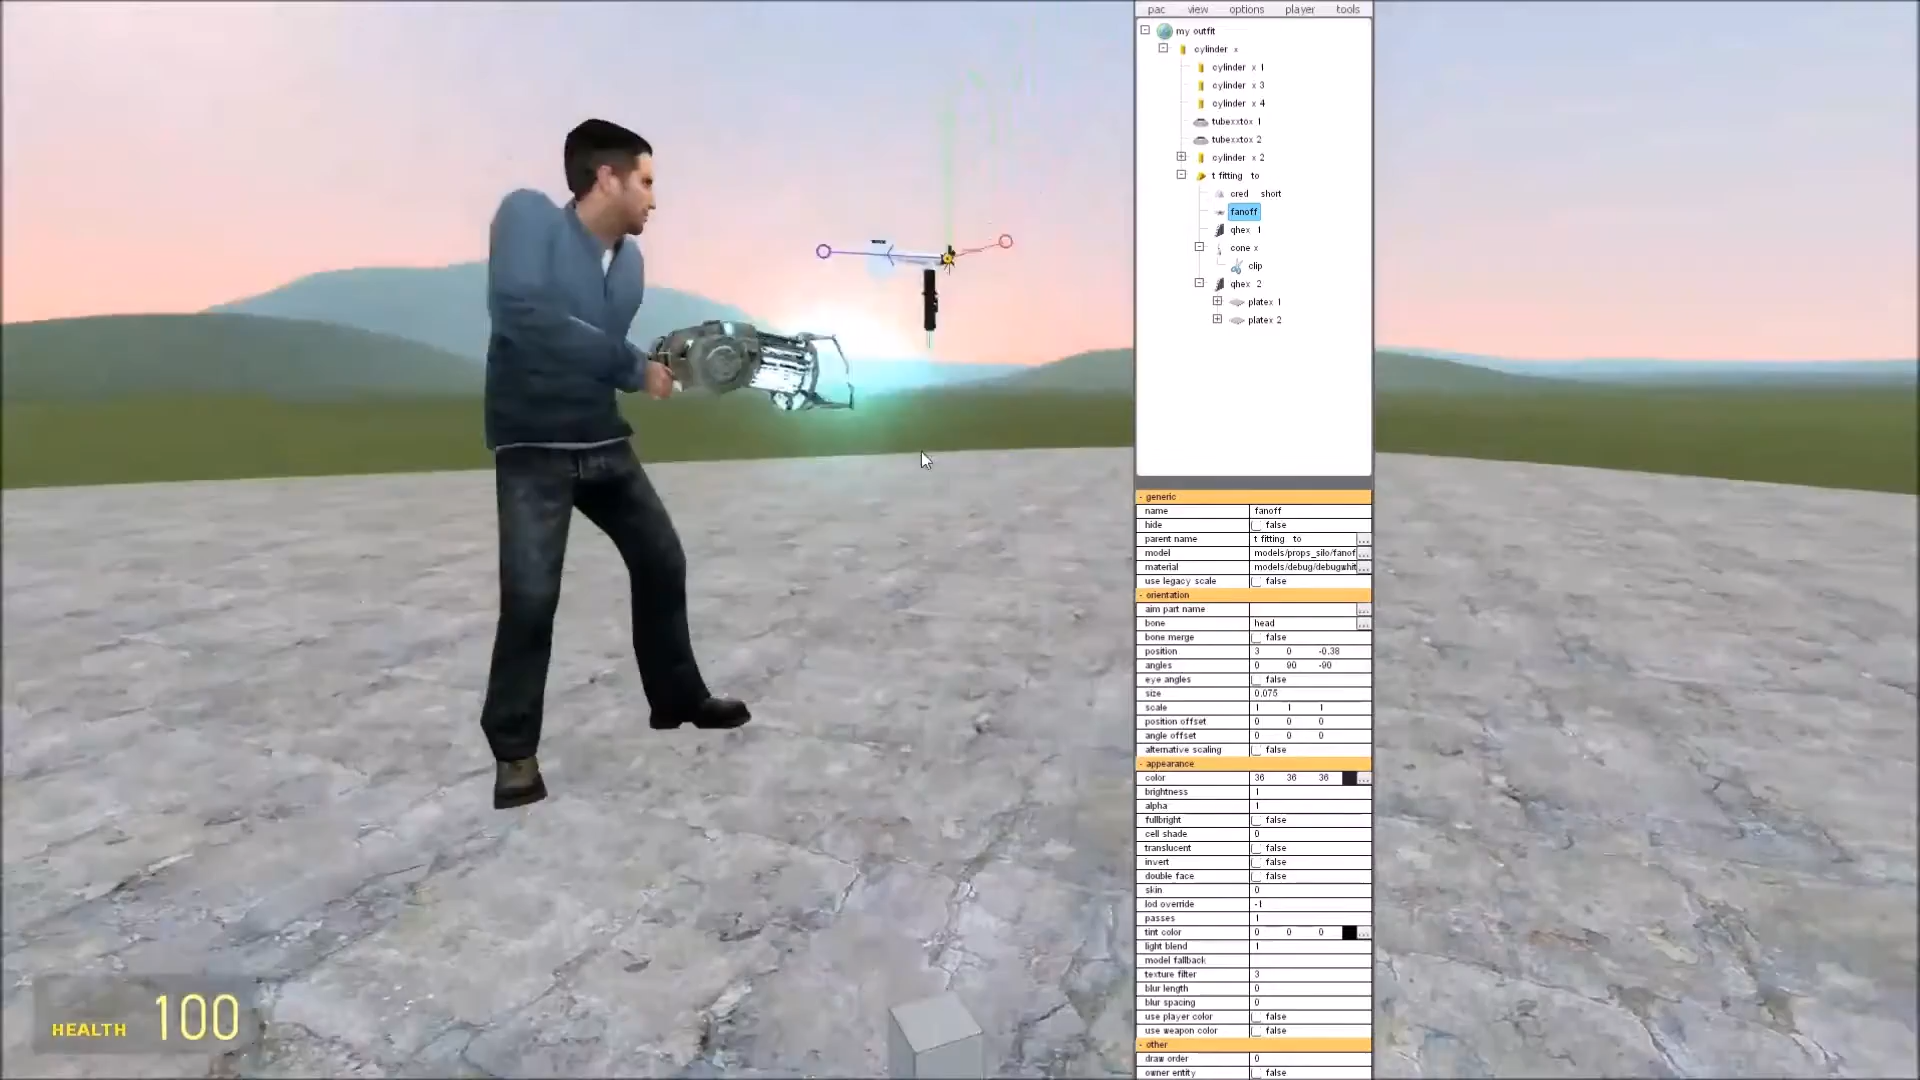 pac view options player tools
my outfit
cylinder x
cylinder x 1
cylinder x 3
cylinder x 4
tubexxtox 1
tubexxtox 2
cylinder x 2
t fitting to
cred short
fanoff
qhex 1
cone x
clip
qhex 2
platex 1
platex 2
- generic
name fanoff
hide false
parent name t fitting to ...
model models/props_silo/fanof ...
material models/debug/debugwhit ...
use legacy scale false
- orientation
aim part name ...
bone head ...
bone merge false
position 3 0 -0.38
angles 0 90 -90
eye angles false
size 0.075
scale 1 1 1
position offset 0 0 0
angle offset 0 0 0
alternative scaling false
- appearance
color 36 36 36 ...
brightness 1
alpha 1
fullbright false
cell shade 0
translucent false
invert false
double face false
skin 0
lod override -1
passes 1
tint color 0 0 0 ...
light blend 1
model fallback
texture filter 3
blur length 0
blur spacing 0
use player color false
use weapon color false
- other
draw order 0
owner entity false
HEALTH 100